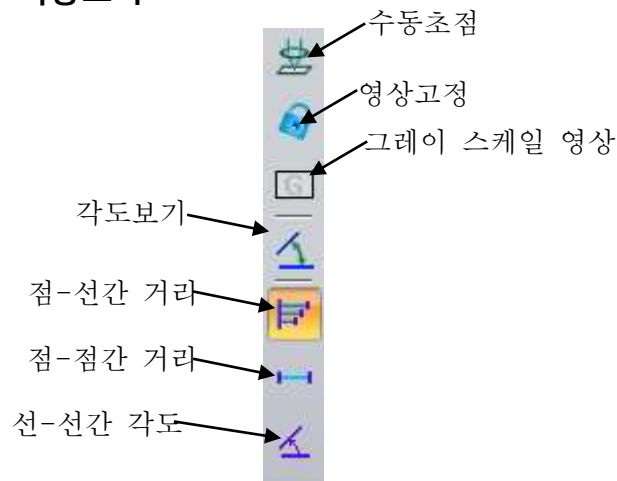 수동초점
영상고정
그레이 스케일 영상
G
각도보기
점-선간 거리
점-점간 거리
선-선간 각도